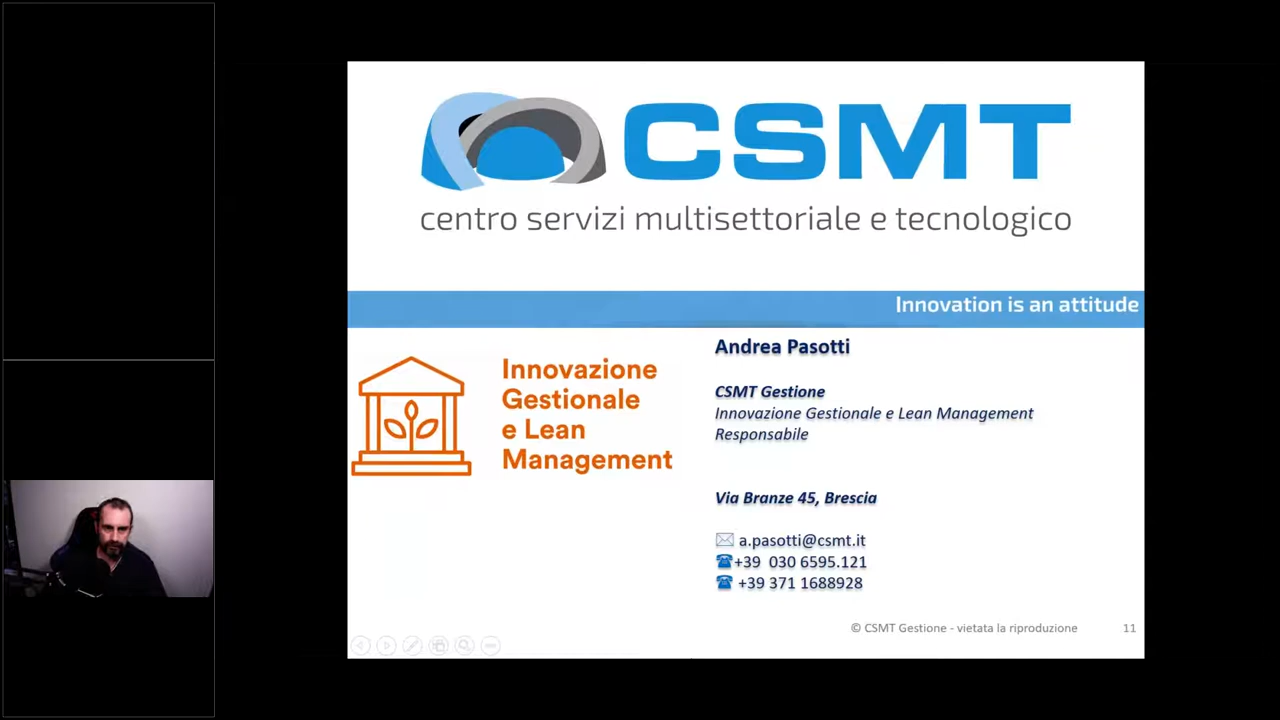 CSMT
centro servizi multisettoriale e tecnologico
Innovation is an attitude
Innovazione
Gestionale
e Lean
Management
Andrea Pasotti
CSMT Gestione
Innovazione Gestionale e Lean Management
Responsabile
Via Branze 45, Brescia
a.pasotti@csmt.it
+39 030 6595.121
+39 371 1688928
© CSMT Gestione - vietata la riproduzione
11